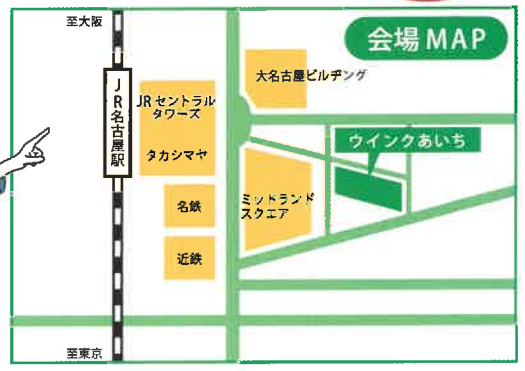 至大阪
会場 MAP
大名古屋ビルヂング
JR名古屋駅
JRセントラル
タワーズ
タカシマヤ
ウインクあいち
名鉄
ミッドランド
スクエア
近鉄
至東京